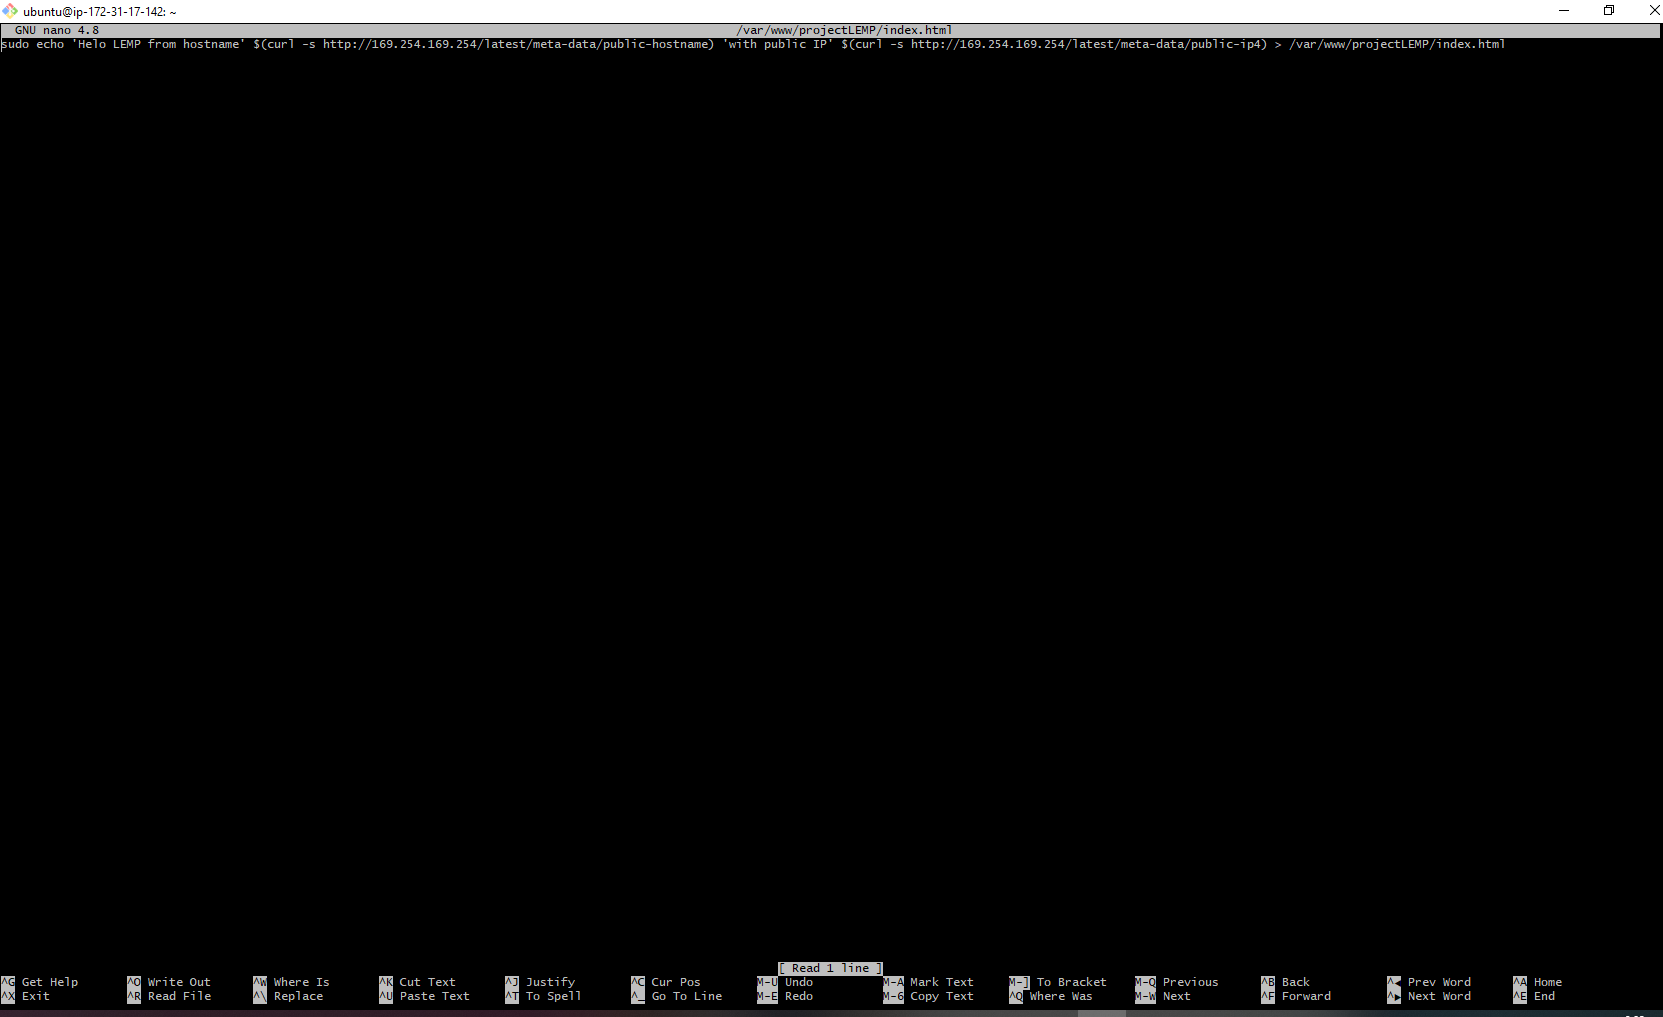 ubuntu@ip-172-31-17-142: ~
GNU nano 4.8 /var/www/projectLEMP/index.html
sudo echo 'Helo LEMP from hostname' $(curl -s http://169.254.169.254/latest/meta-data/public-hostname) 'with public IP' $(curl -s http://169.254.169.254/latest/meta-data/public-ip4) > /var/www/projectLEMP/index.html
[ Read 1 line ]
^G Get Help ^O Write Out ^W Where Is ^K Cut Text ^J Justify ^C Cur Pos M-U Undo M-A Mark Text M-] To Bracket M-Q Previous ^B Back ^◄ Prev Word ^A Home
^X Exit ^R Read File ^\ Replace ^U Paste Text ^T To Spell ^_ Go To Line M-E Redo M-6 Copy Text ^Q Where Was M-W Next ^F Forward ^► Next Word ^E End